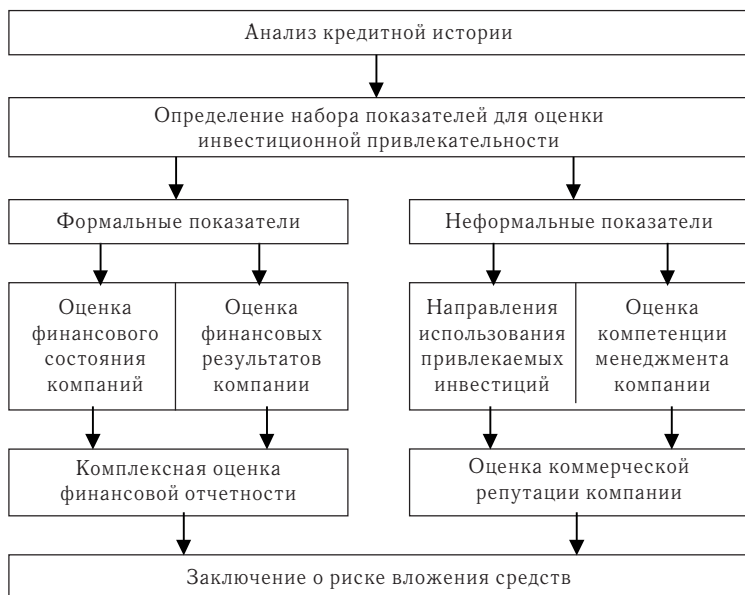 Анализ кредитной истории
Определение набора показателей для оценки
инвестиционной привлекательности
Формальные показатели
Неформальные показатели
Оценка
финансового
состояния
компаний
Оценка
финансовых
результатов
компании
Направления
использования
привлекаемых
инвестиций
Оценка
компетенции
менеджмента
компании
Комплексная оценка
финансовой отчетности
Оценка коммерческой
репутации компании
Заключение о риске вложения средств